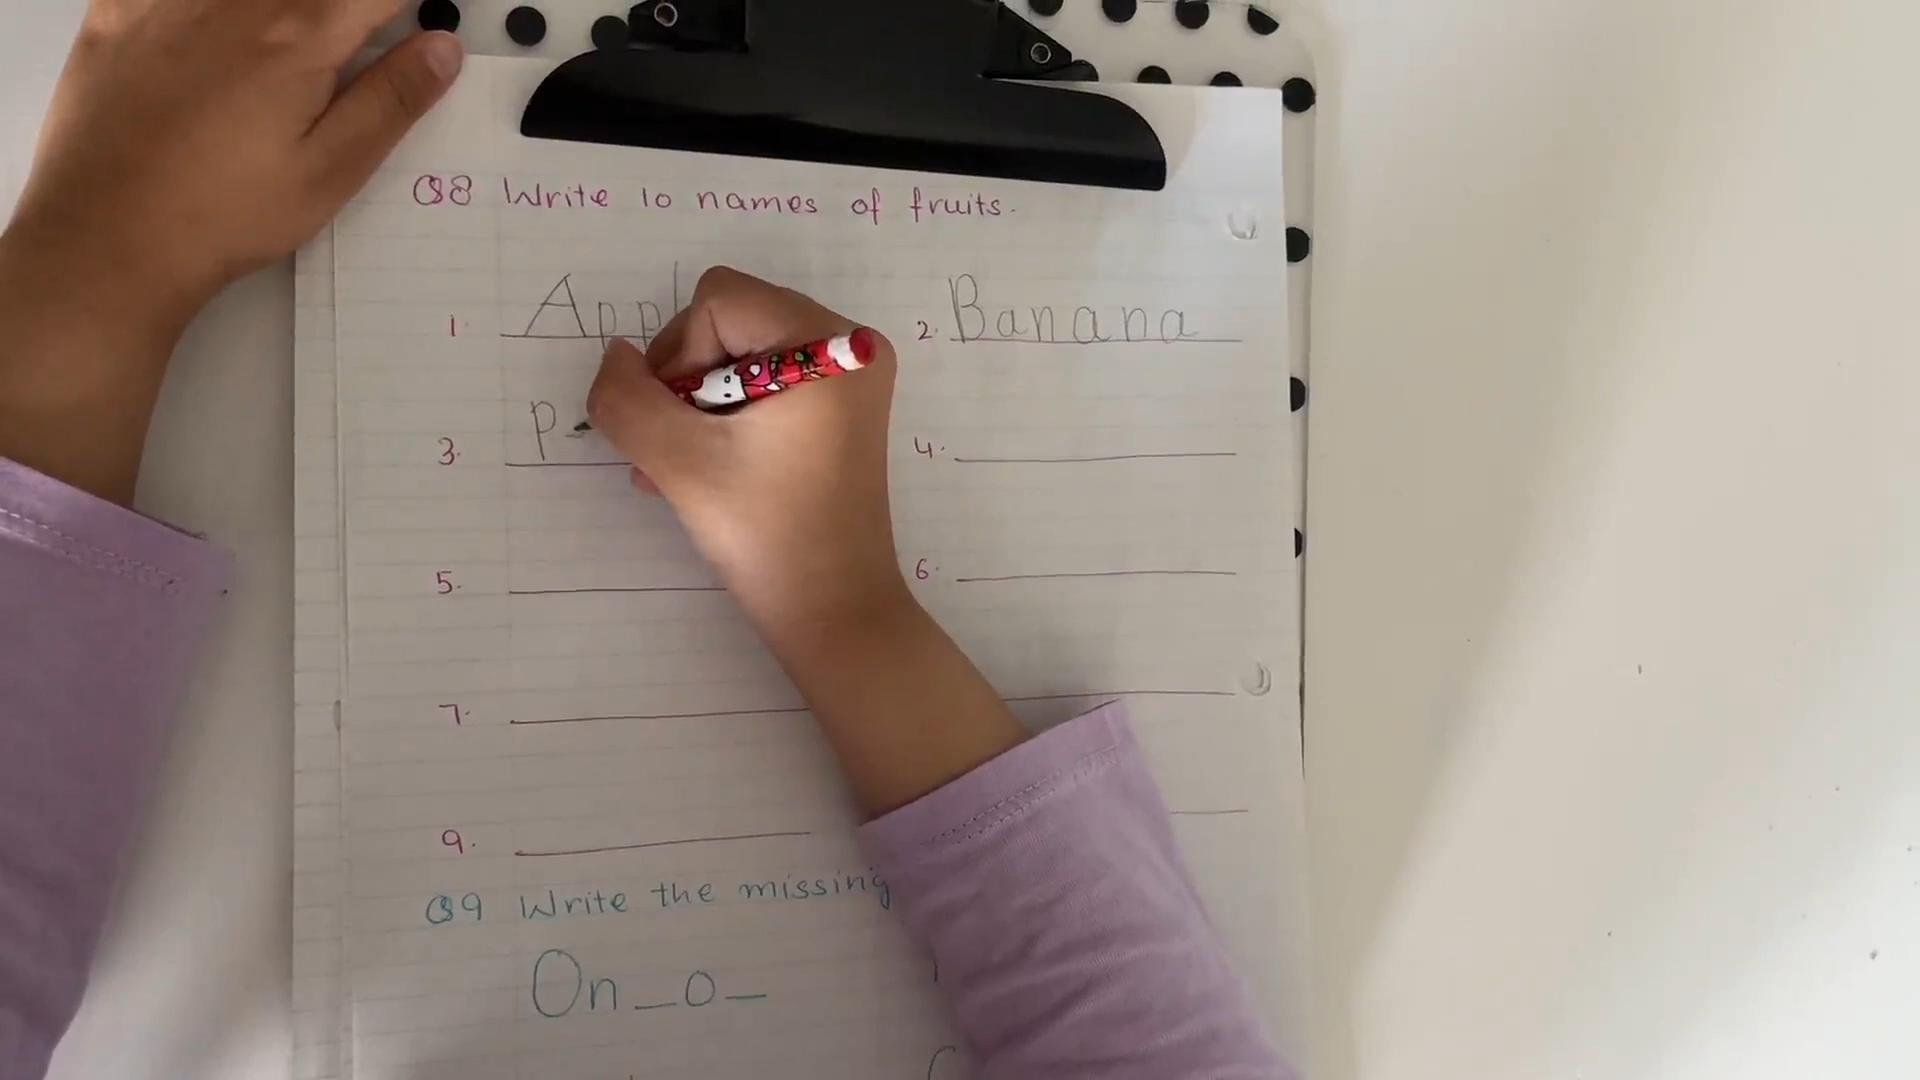 Q8 Write 10 names of fruits.
1. Appl 2. Banana
3. P 4.
5. 6.
7.
9.
Q9 Write the missing
On_o_